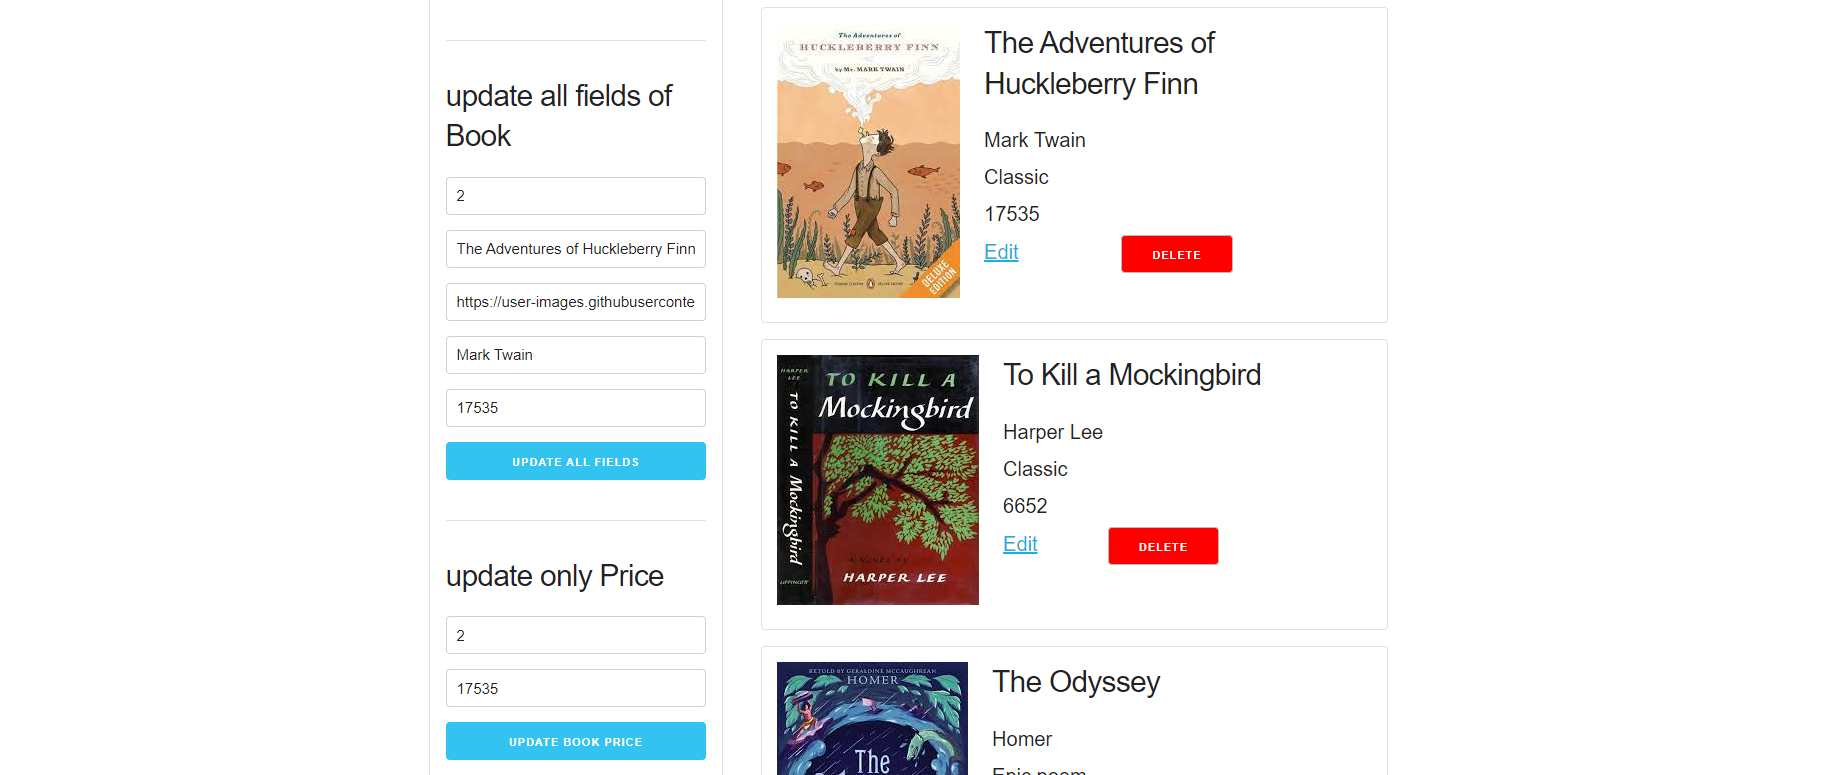 update all fields of
Book
2
The Adventures of Huckleberry Finn
https://user-images.githubuserconte
Mark Twain
17535
UPDATE ALL FIELDS
update only Price
2
17535
UPDATE BOOK PRICE
The Adventures of
HUCKLEBERRY FINN
by Mr. MARK TWAIN
DELUXE
EDITION
The Adventures of
Huckleberry Finn
Mark Twain
Classic
17535
Edit
DELETE
HARPER
LEE
TO KILL A Mockingbird
LIPPINCOTT
TO KILL A
Mockingbird
A NOVEL BY
HARPER LEE
To Kill a Mockingbird
Harper Lee
Classic
6652
Edit
DELETE
RETOLD BY GERALDINE MCCAUGHREAN
HOMER
The
The Odyssey
Homer
Epic poem